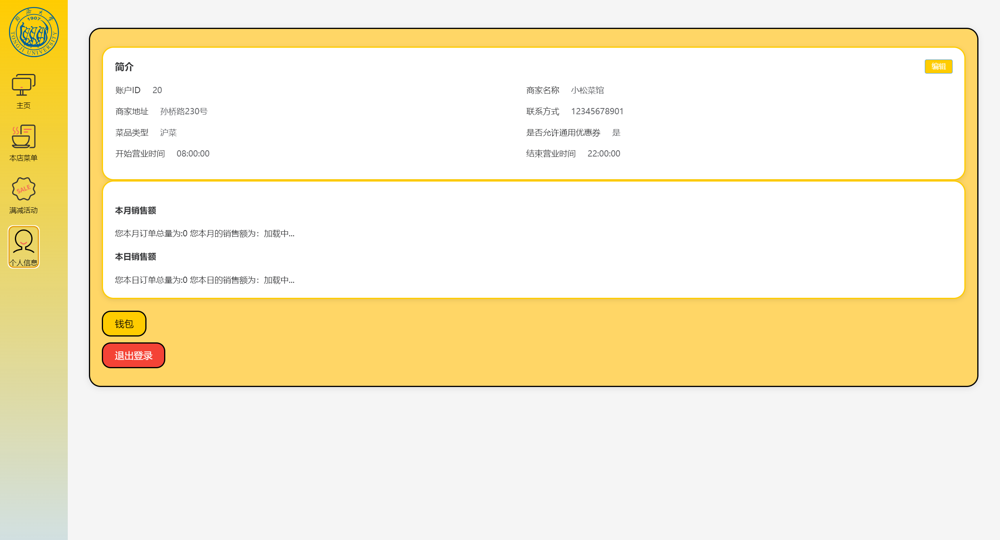 同濟大學
1907
TONGJI UNIVERSITY
主页
本店菜单
SALE
满减活动
个人信息
简介
编辑
账户ID 20
商家名称 小松菜馆
商家地址 孙桥路230号
联系方式 12345678901
菜品类型 沪菜
是否允许通用优惠券 是
开始营业时间 08:00:00
结束营业时间 22:00:00
本月销售额
您本月订单总量为:0 您本月的销售额为：加载中...
本日销售额
您本日订单总量为:0 您本日的销售额为：加载中...
钱包
退出登录